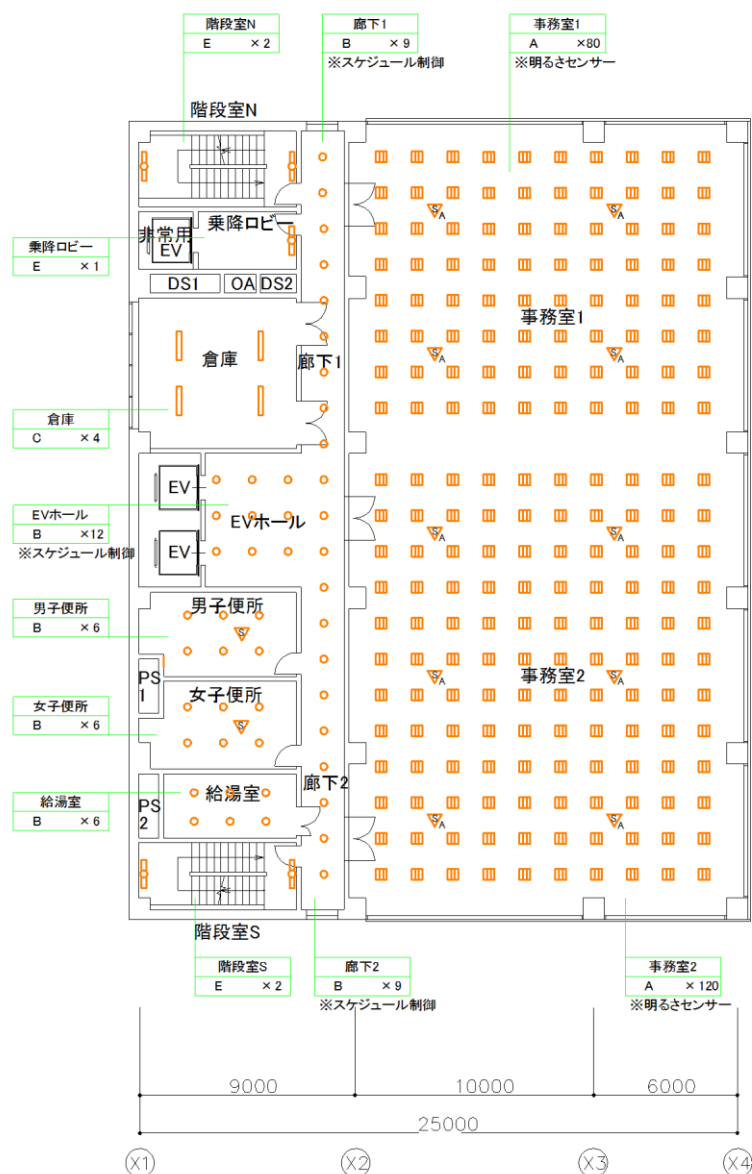 階段室N
E ×2
廊下1
B ×9
※スケジュール制御
事務室1
A ×80
※明るさセンサー
階段室N
乗降ロビー
非常用
EV
乗降ロビー
E ×1
DS1
OA
DS2
事務室1
S
A
S
A
S
A
S
A
倉庫
廊下1
倉庫
C ×4
EV
EVホール
EV
EVホール
B ×12
※スケジュール制御
S
A
S
A
男子便所
S
男子便所
B ×6
PS
1
女子便所
S
女子便所
B ×6
事務室2
S
A
S
A
給湯室
廊下2
PS
2
給湯室
B ×6
S
A
S
A
階段室S
階段室S
E ×2
廊下2
B ×9
※スケジュール制御
事務室2
A ×120
※明るさセンサー
9000
10000
6000
25000
X1
X2
X3
X4